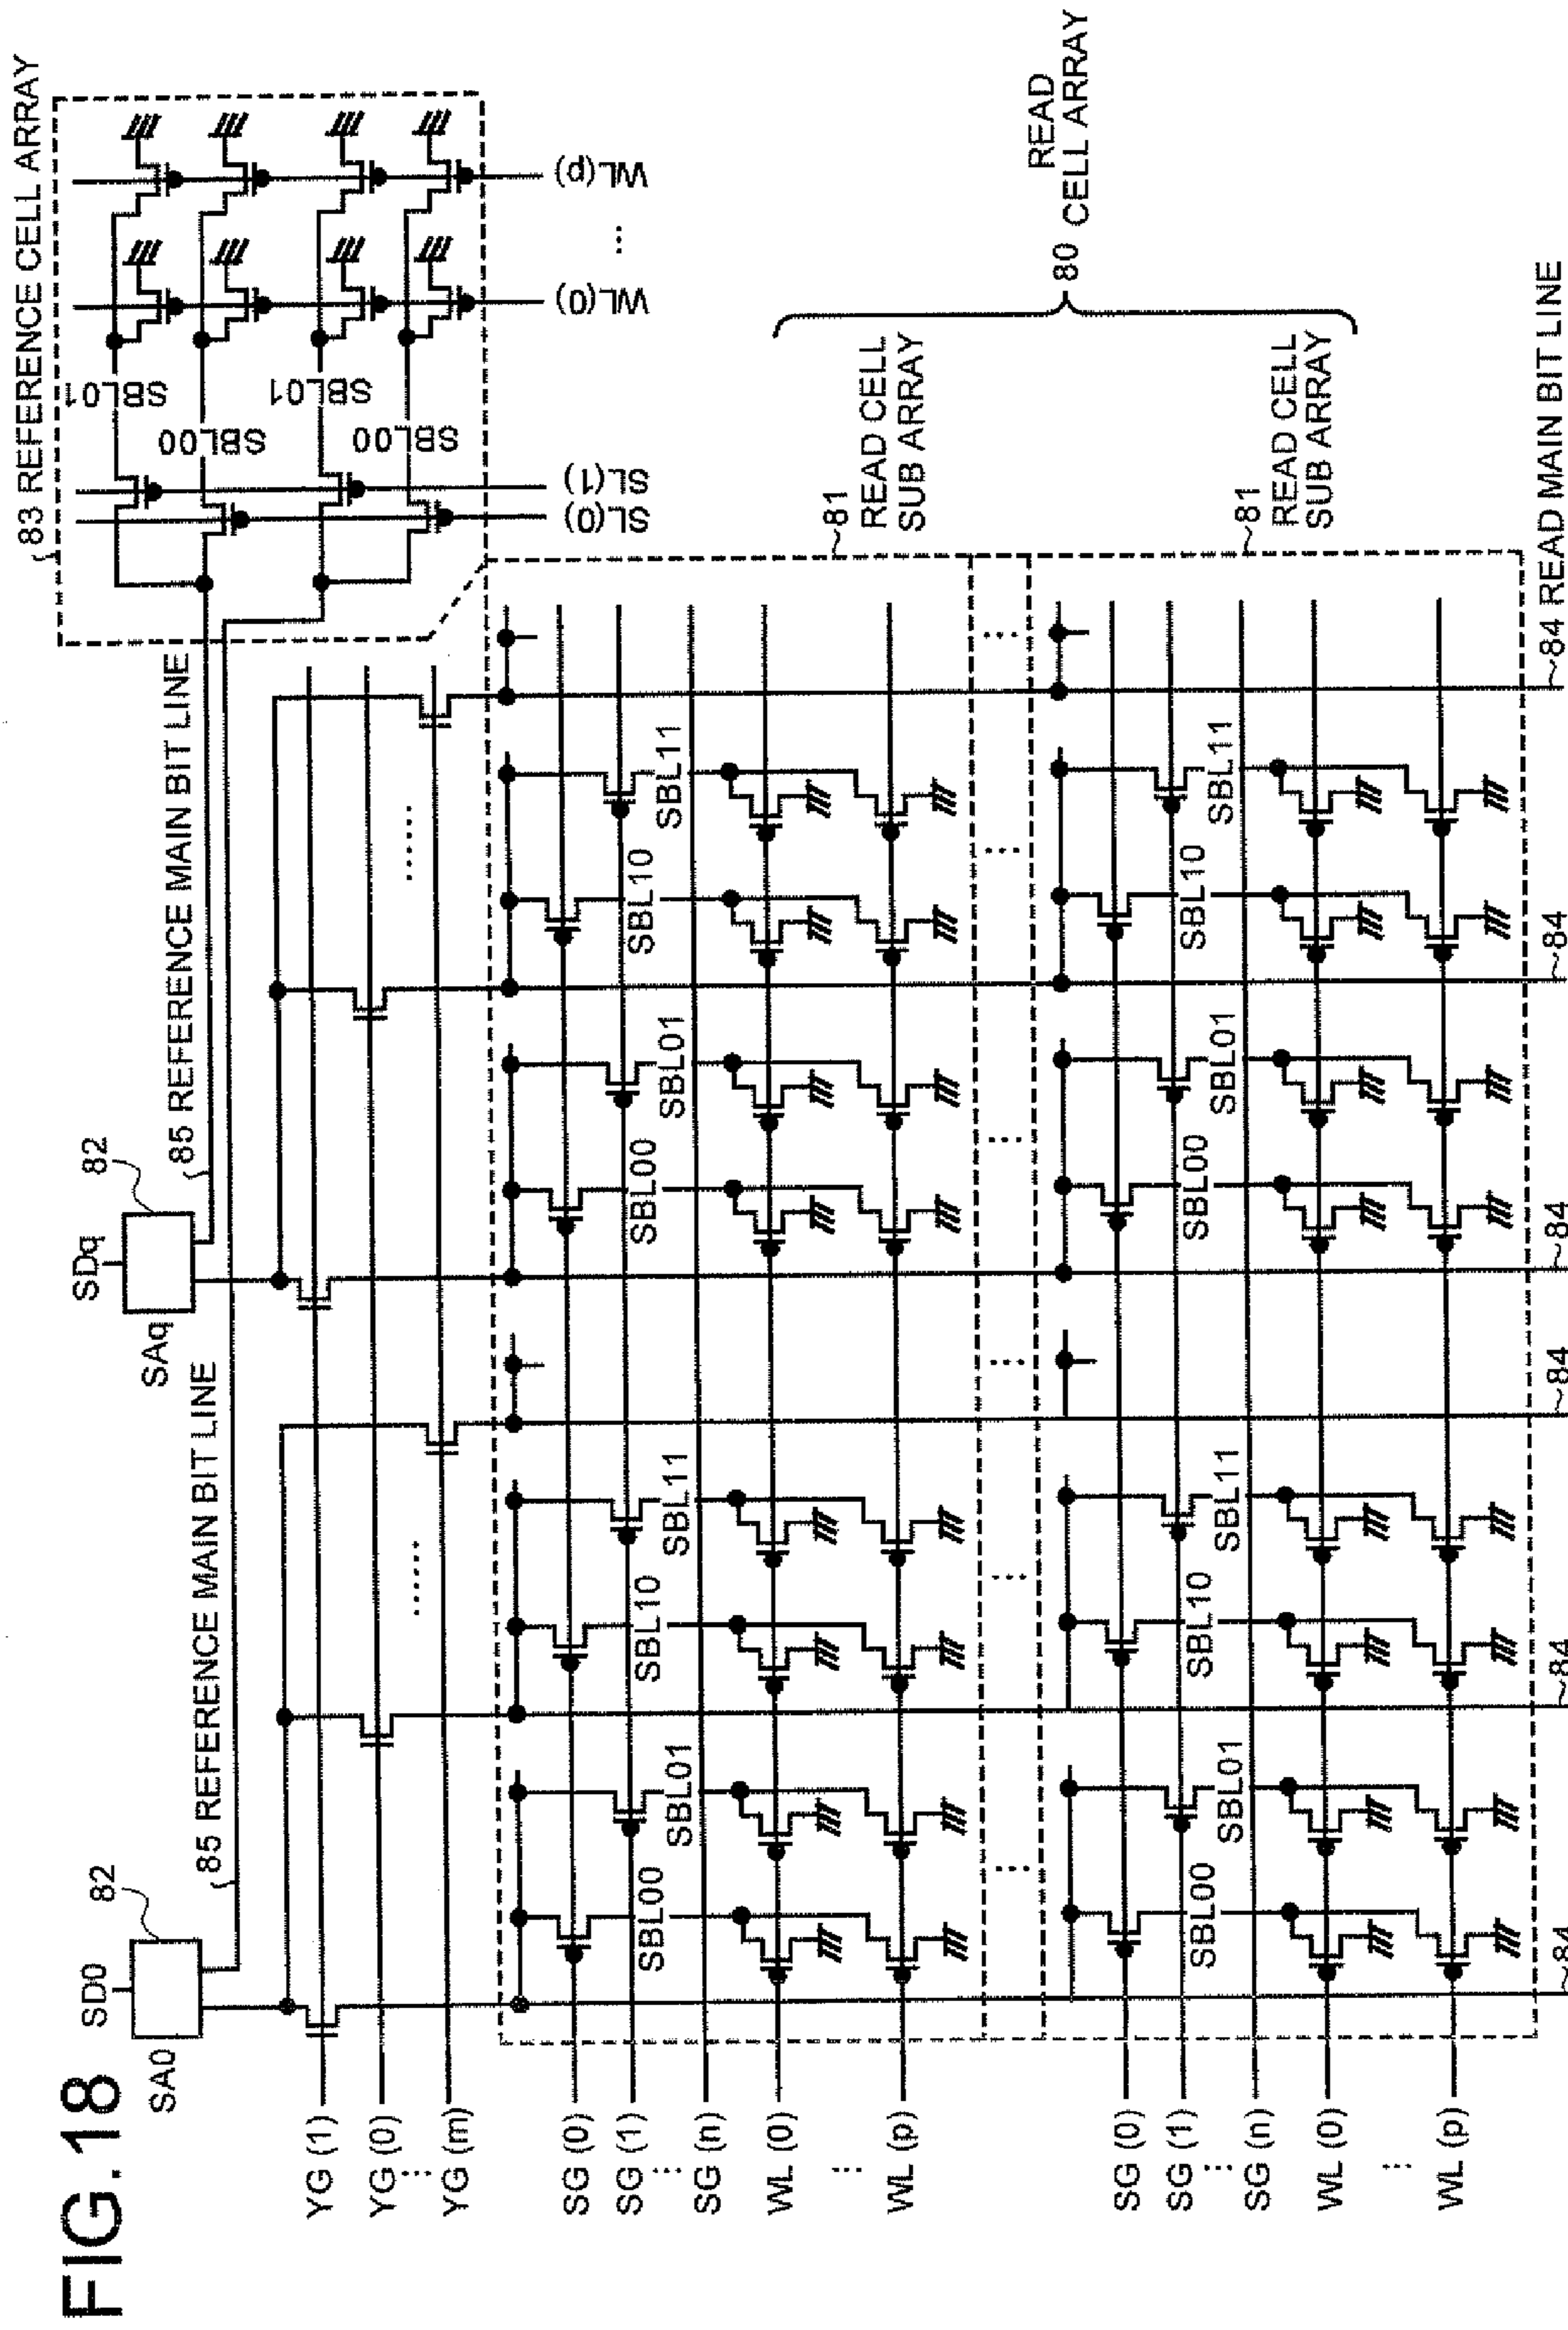 FIG.18
SD0
82
SA0
SDq
82
SAq
85 REFERENCE MAIN BIT LINE
85 REFERENCE MAIN BIT LINE
83 REFERENCE CELL ARRAY
SBL01
SBL00
SBL01
SBL00
SL(0)
SL(1)
WL(0)
...
WL(p)
YG (1)
YG (0)
...
YG (m)
......
......
SG (0)
SG (1)
...
SG (n)
WL (0)
...
WL (p)
SBL00
SBL01
SBL10
SBL11
SBL00
SBL01
SBL10
SBL11
81
READ CELL
SUB ARRAY
... ... ... ... ... ...
SG (0)
SG (1)
...
SG (n)
WL (0)
...
WL (p)
SBL00
SBL01
SBL10
SBL11
SBL00
SBL01
SBL10
SBL11
81
READ CELL
SUB ARRAY
80
READ
CELL ARRAY
84
84
84
84
84
84 READ MAIN BIT LINE